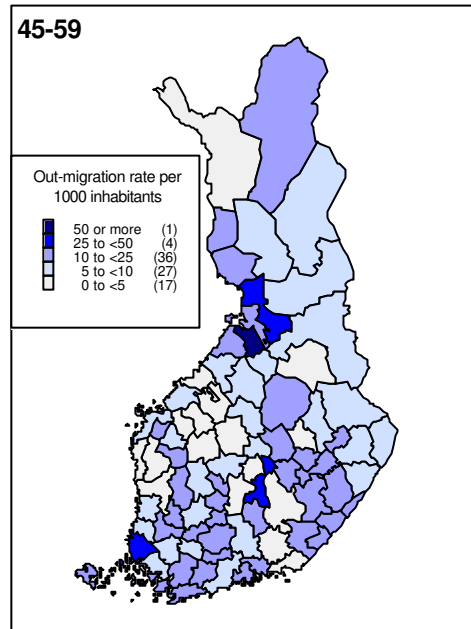 45-59
Out-migration rate per
1000 inhabitants
50 or more (1)
25 to <50 (4)
10 to <25 (36)
5 to <10 (27)
0 to <5 (17)